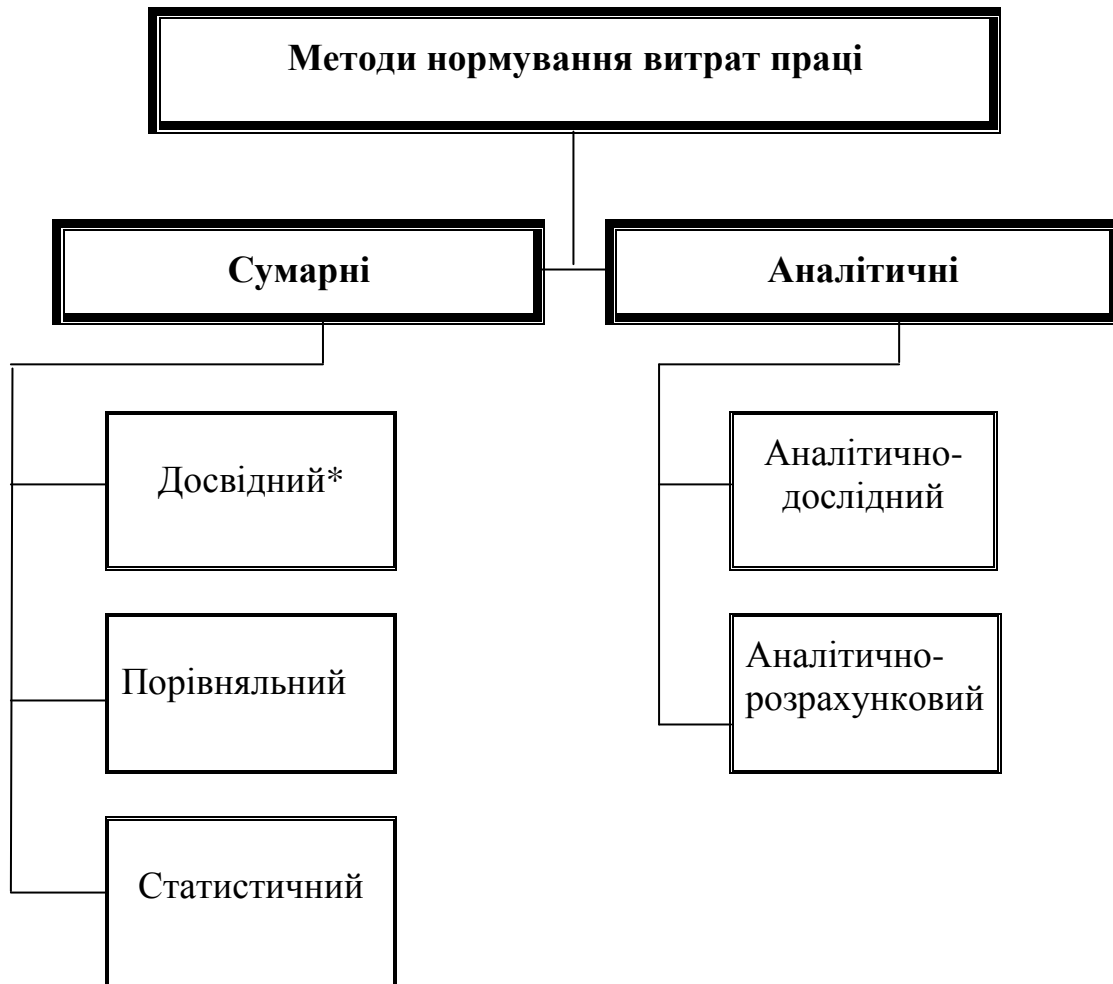 Методи нормування витрат праці
Сумарні
Аналітичні
Досвідний*
Порівняльний
Статистичний
Аналітично-
дослідний
Аналітично-
розрахунковий